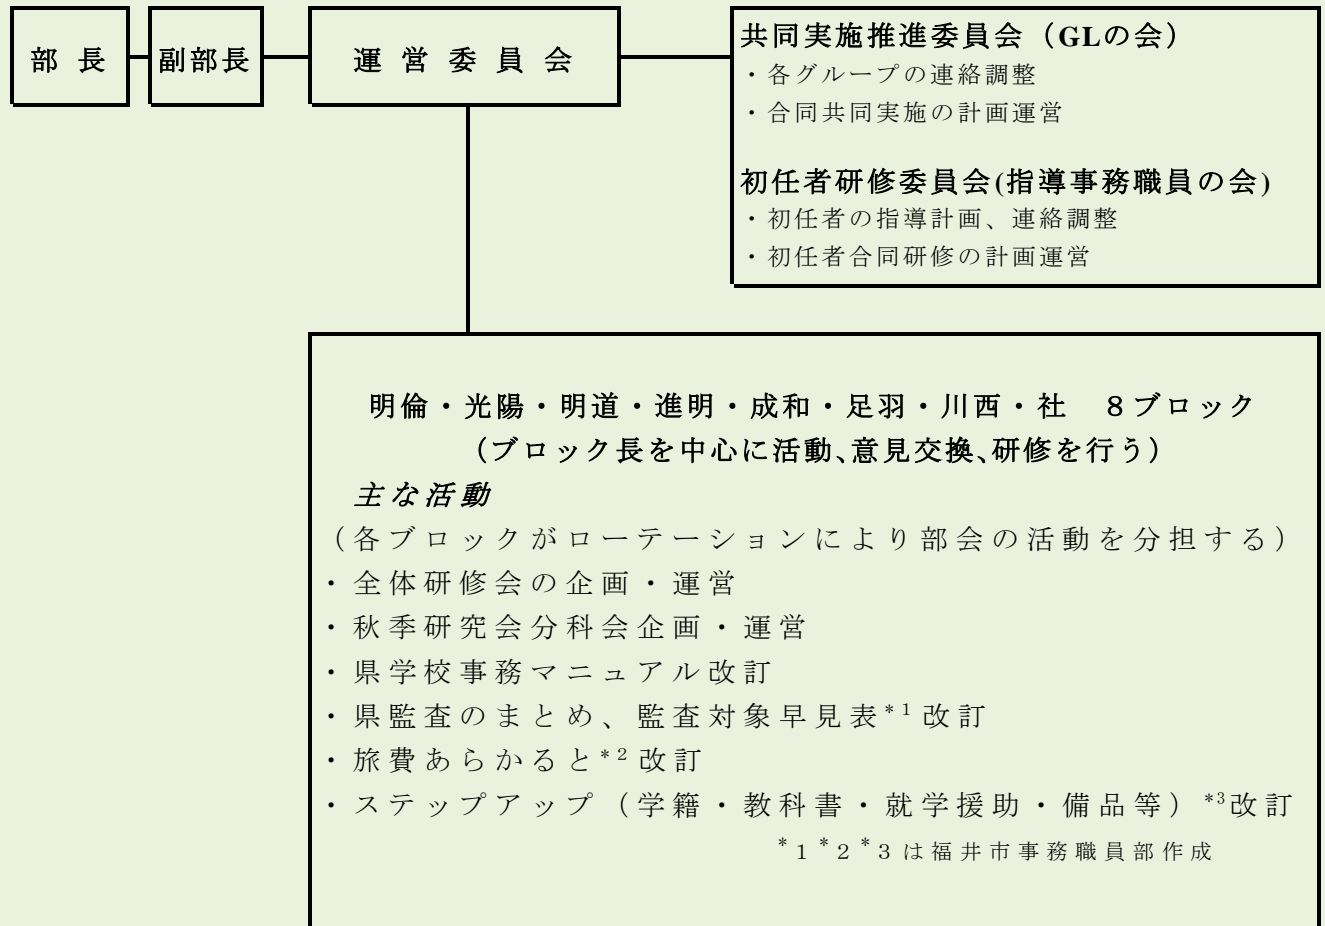 部長
副部長
運営委員会
共同実施推進委員会（GLの会）
・各グループの連絡調整
・合同共同実施の計画運営
初任者研修委員会(指導事務職員の会)
・初任者の指導計画、連絡調整
・初任者合同研修の計画運営
明倫・光陽・明道・進明・成和・足羽・川西・社　８ブロック
（ブロック長を中心に活動、意見交換、研修を行う）
主な活動
（各ブロックがローテーションにより部会の活動を分担する）
・全体研修会の企画・運営
・秋季研究会分科会企画・運営
・県学校事務マニュアル改訂
・県監査のまとめ、監査対象早見表*1改訂
・旅費あらかると*2改訂
・ステップアップ（学籍・教科書・就学援助・備品等）*3改訂
*1 *2 *3は福井市事務職員部作成